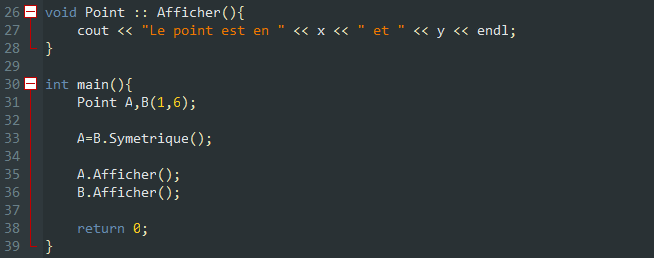 26 void Point :: Afficher(){
27 cout << "Le point est en " << x << " et " << y << endl;
28 }
29
30 int main(){
31 Point A,B(1,6);
32
33 A=B.Symetrique();
34
35 A.Afficher();
36 B.Afficher();
37
38 return 0;
39 }